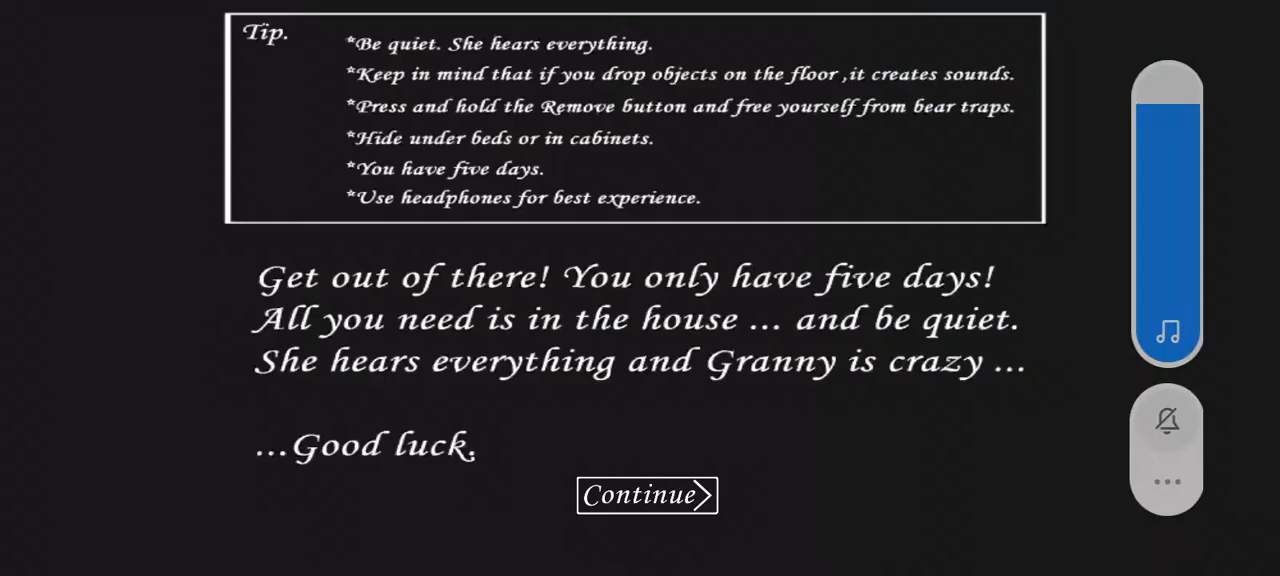 Tip.
*Be quiet. She hears everything.
*Keep in mind that if you drop objects on the floor ,it creates sounds.
*Press and hold the Remove button and free yourself from bear traps.
*Hide under beds or in cabinets.
*You have five days.
*Use headphones for best experience.
Get out of there! You only have five days!
All you need is in the house ... and be quiet.
She hears everything and Granny is crazy ...
...Good luck.
Continue